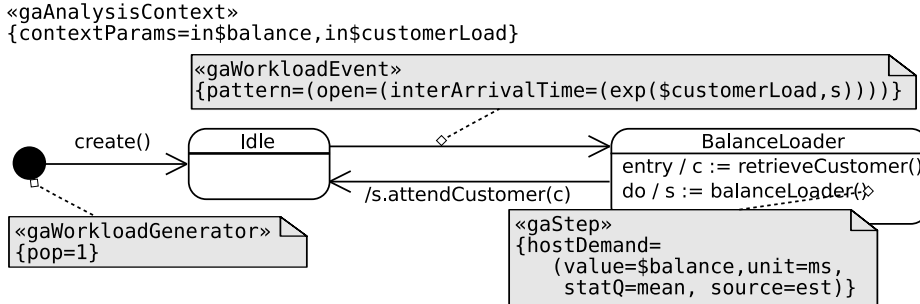 «gaAnalysisContext»
{contextParams=in$balance,in$customerLoad}
«gaWorkloadEvent»
{pattern=(open=(interArrivalTime=(exp($customerLoad,s))))}
create()
Idle
BalanceLoader
entry / c := retrieveCustomer()
do / s := balanceLoader()
/s.attendCustomer(c)
«gaWorkloadGenerator»
{pop=1}
«gaStep»
{hostDemand=
(value=$balance,unit=ms,
statQ=mean, source=est)}